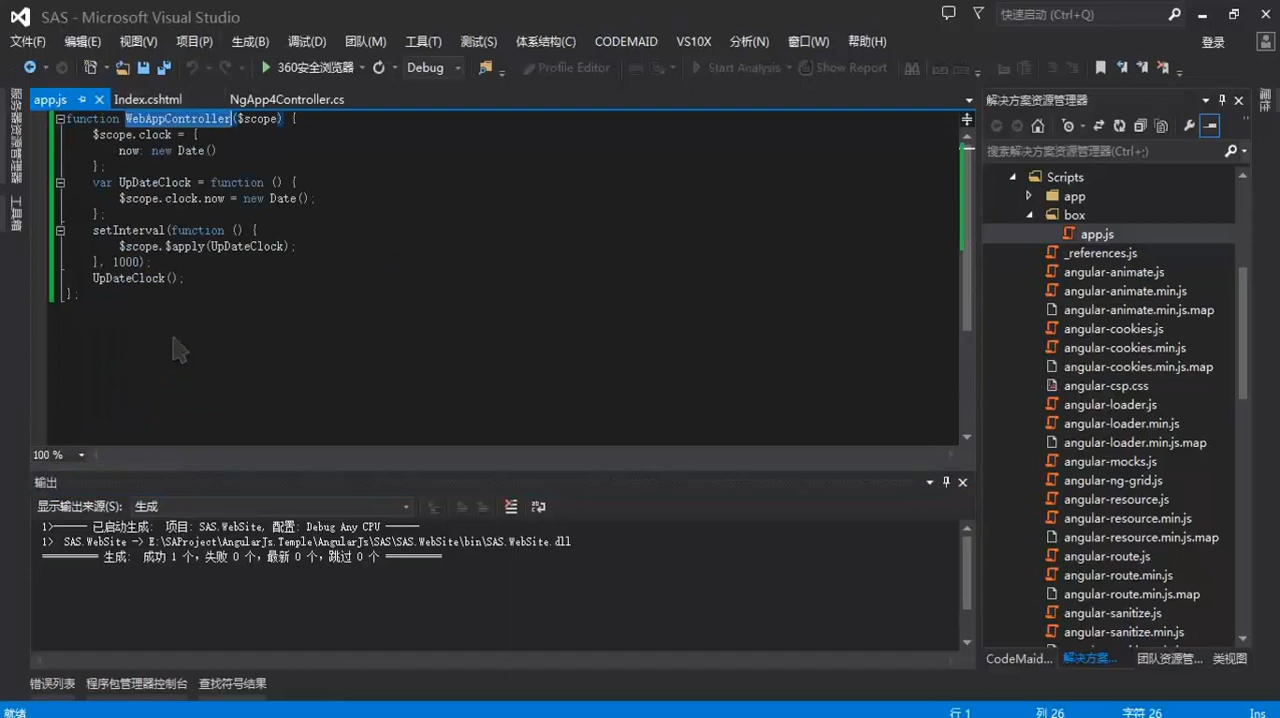 SAS - Microsoft Visual Studio
快速启动 (Ctrl+Q)
文件(F) 编辑(E) 视图(V) 项目(P) 生成(B) 调试(D) 团队(M) 工具(T) 测试(S) 体系结构(C) CODEMAID VS10X 分析(N) 窗口(W) 帮助(H) 登录
360安全浏览器 Debug Profile Editor Start Analysis Show Report
服务器资源管理器
工具箱
app.js Index.cshtml NgApp4Controller.cs
function WebAppController($scope) {
$scope.clock = {
now: new Date()
};
var UpDateClock = function () {
$scope.clock.now = new Date();
};
setInterval(function () {
$scope.$apply(UpDateClock);
}, 1000);
UpDateClock();
};
100 %
输出
显示输出来源(S): 生成
1>------ 已启动生成: 项目: SAS.WebSite, 配置: Debug Any CPU ------
1> SAS.WebSite -> E:\SAProject\AngularJs.Temple\AngularJs\SAS\SAS.WebSite\bin\SAS.WebSite.dll
========== 生成: 成功 1 个，失败 0 个，最新 0 个，跳过 0 个 ==========
错误列表 程序包管理器控制台 查找符号结果
解决方案资源管理器
搜索解决方案资源管理器(Ctrl+;)
Scripts
app
box
app.js
_references.js
angular-animate.js
angular-animate.min.js
angular-animate.min.js.map
angular-cookies.js
angular-cookies.min.js
angular-cookies.min.js.map
angular-csp.css
angular-loader.js
angular-loader.min.js
angular-loader.min.js.map
angular-mocks.js
angular-ng-grid.js
angular-resource.js
angular-resource.min.js
angular-resource.min.js.map
angular-route.js
angular-route.min.js
angular-route.min.js.map
angular-sanitize.js
angular-sanitize.min.js
CodeMaid... 解决方案... 团队资源管... 类视图
属性
就绪 行 1 列 26 字符 26 Ins